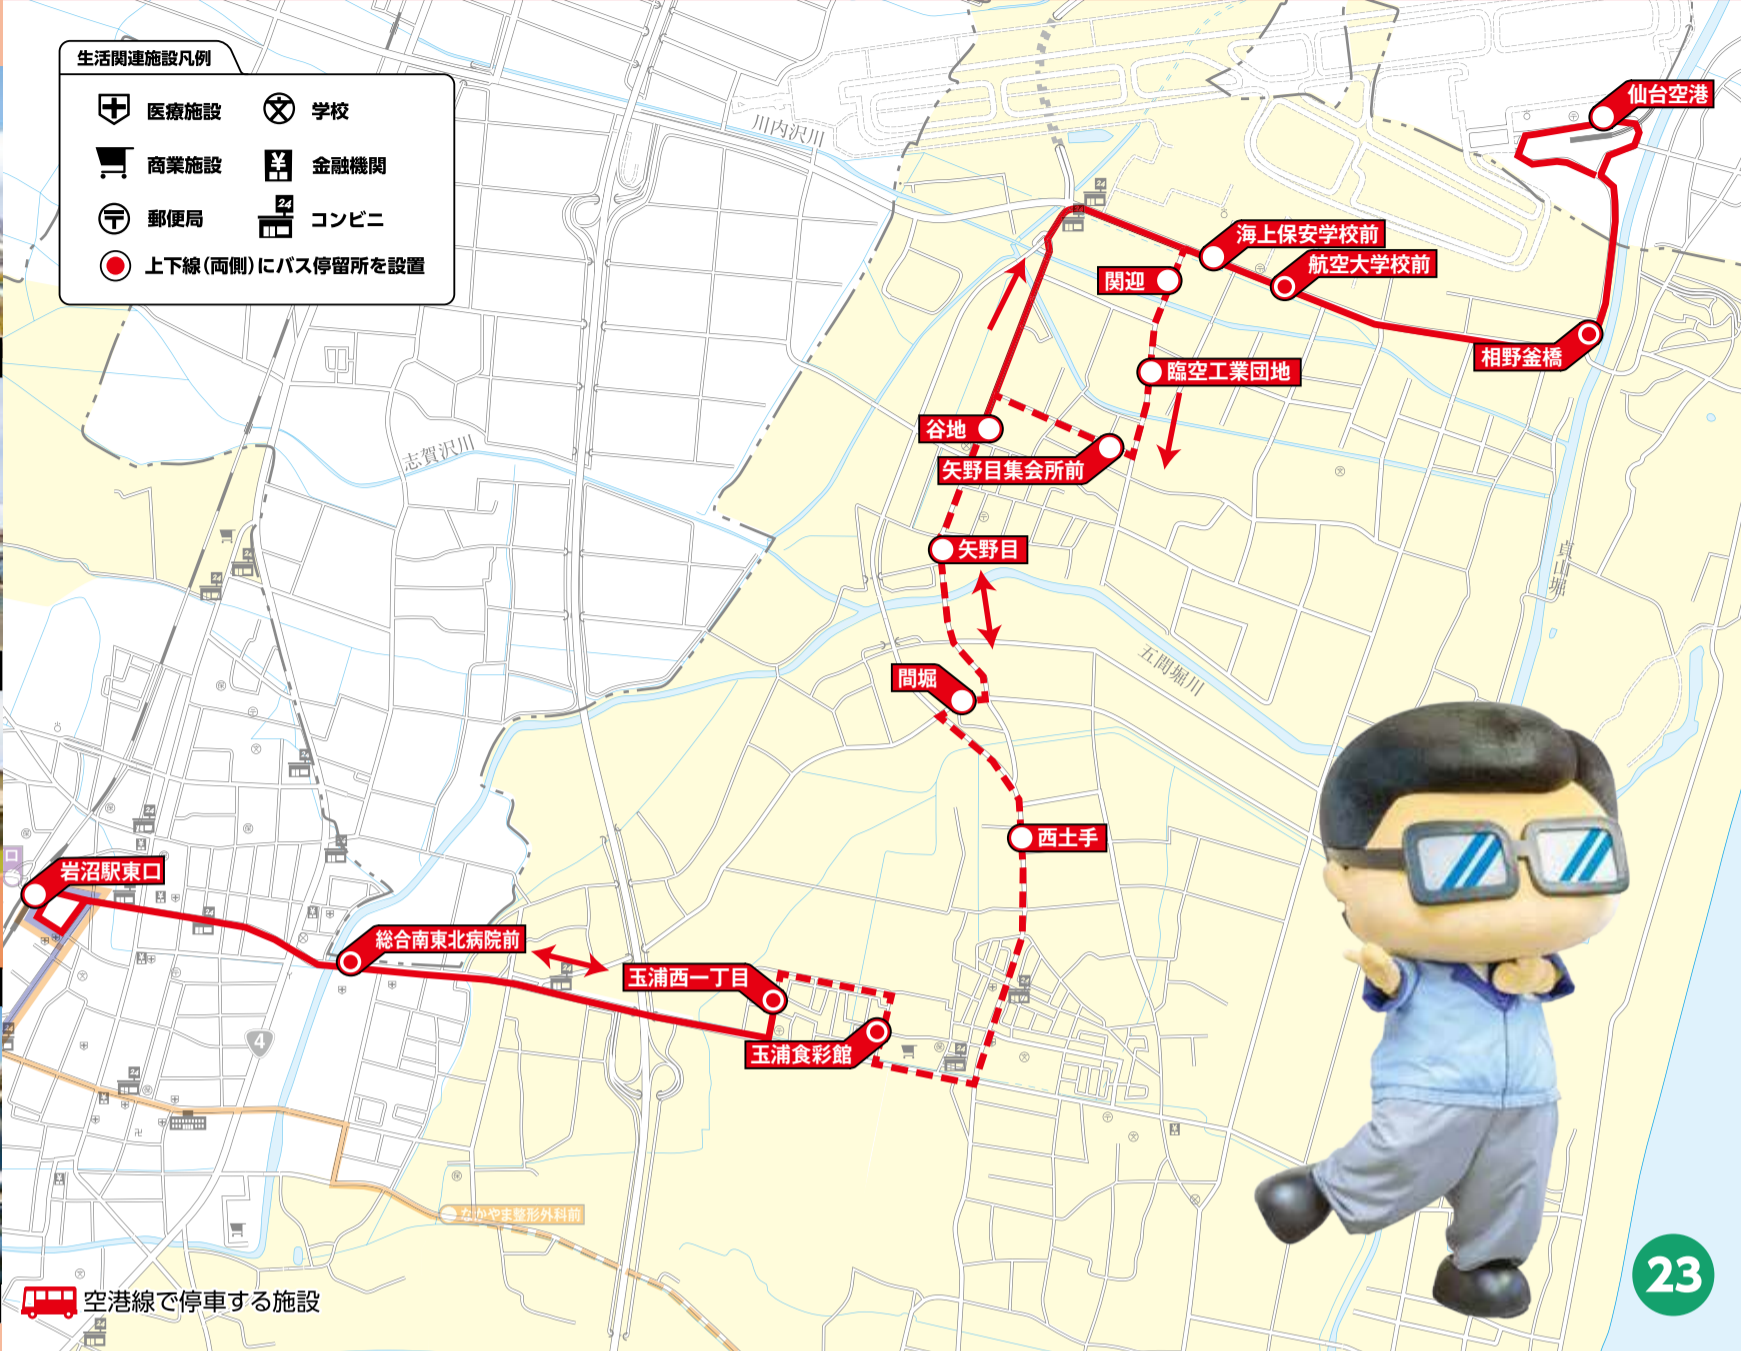 生活関連施設凡例
医療施設
学校
商業施設
金融機関
郵便局
コンビニ
上下線(両側)にバス停留所を設置
川内沢川
仙台空港
海上保安学校前
航空大学校前
関迎
相野釜橋
臨空工業団地
谷地
矢野目集会所前
志賀沢川
矢野目
貞山堀
五間堀川
間堀
西土手
岩沼駅東口
総合南東北病院前
玉浦西一丁目
玉浦食彩館
4
なかやま整形外科前
空港線で停車する施設
23